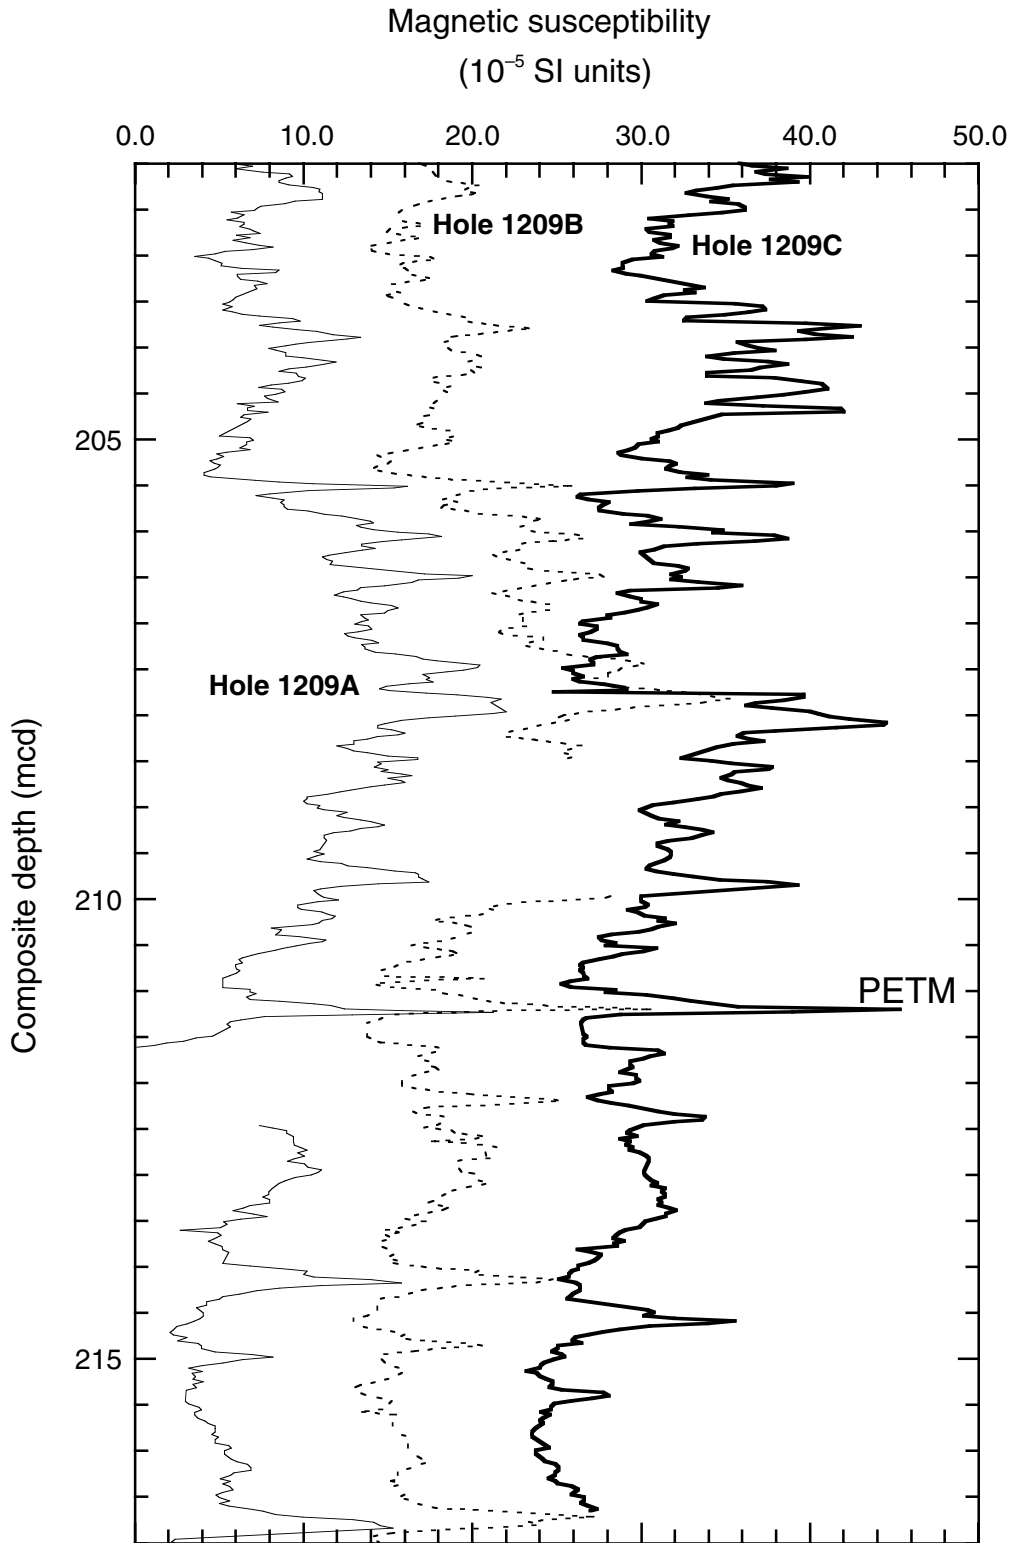 Magnetic susceptibility
(10⁻⁵ SI units)
0.0 10.0 20.0 30.0 40.0 50.0
Hole 1209B
Hole 1209C
205
Hole 1209A
Composite depth (mcd)
210
PETM
215